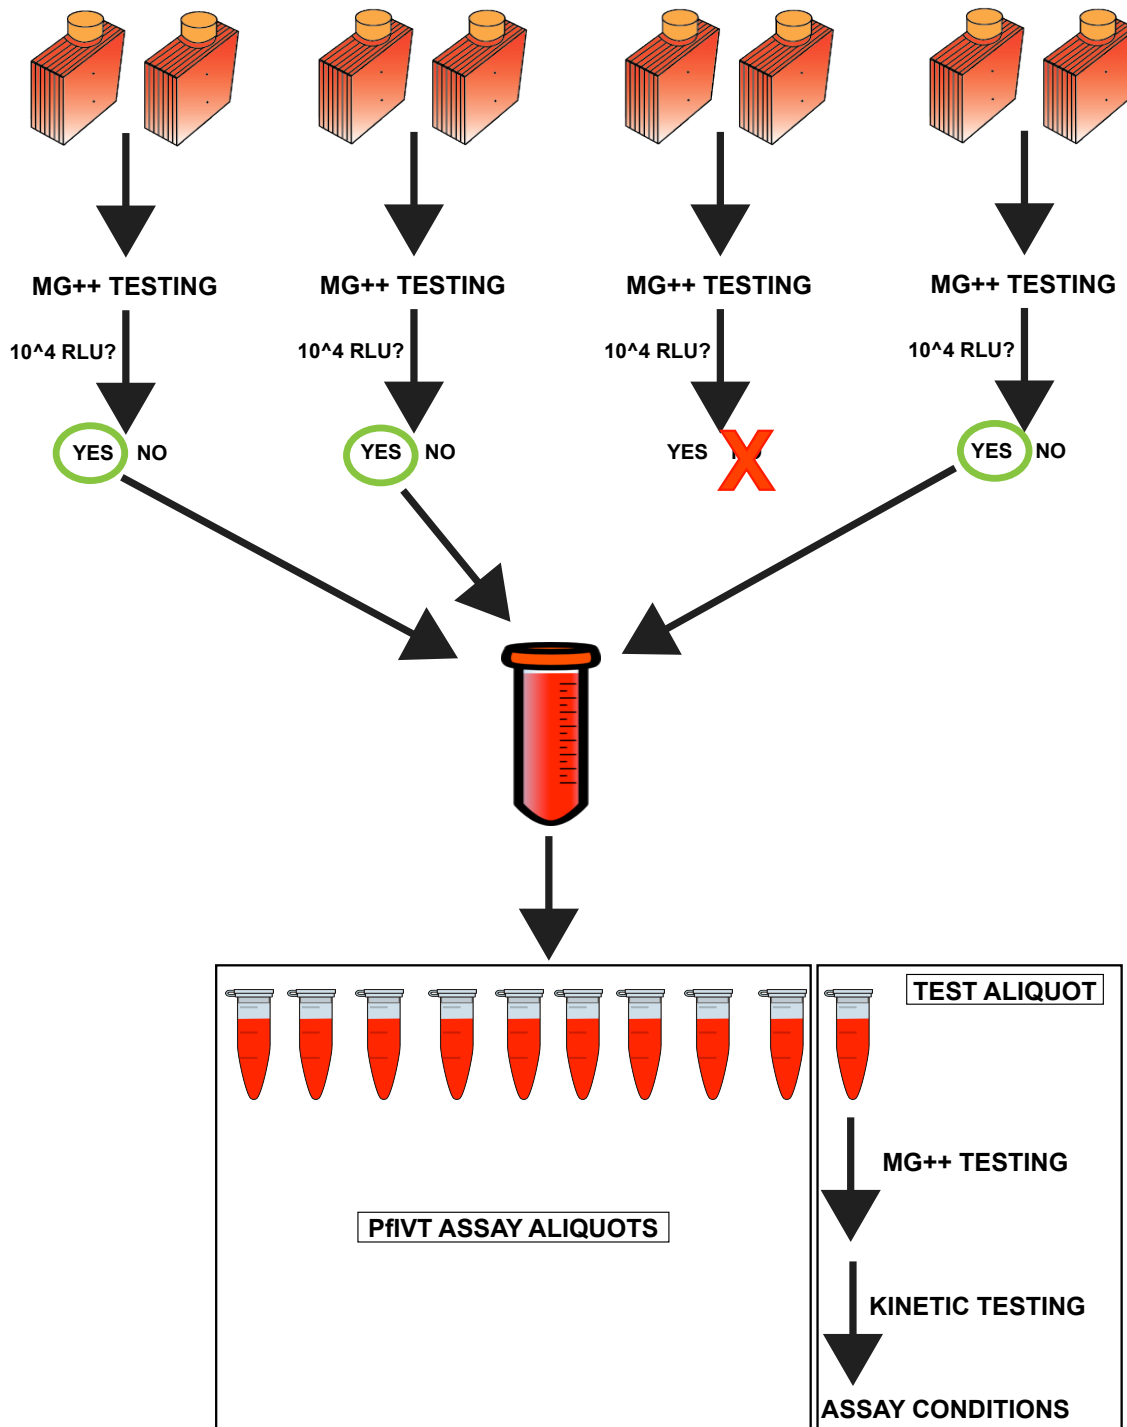 MG++ TESTING MG++ TESTING MG++ TESTING MG++ TESTING
10^4 RLU? 10^4 RLU? 10^4 RLU? 10^4 RLU?
YES NO YES NO YES X YES NO
TEST ALIQUOT
MG++ TESTING
PfIVT ASSAY ALIQUOTS
KINETIC TESTING
ASSAY CONDITIONS